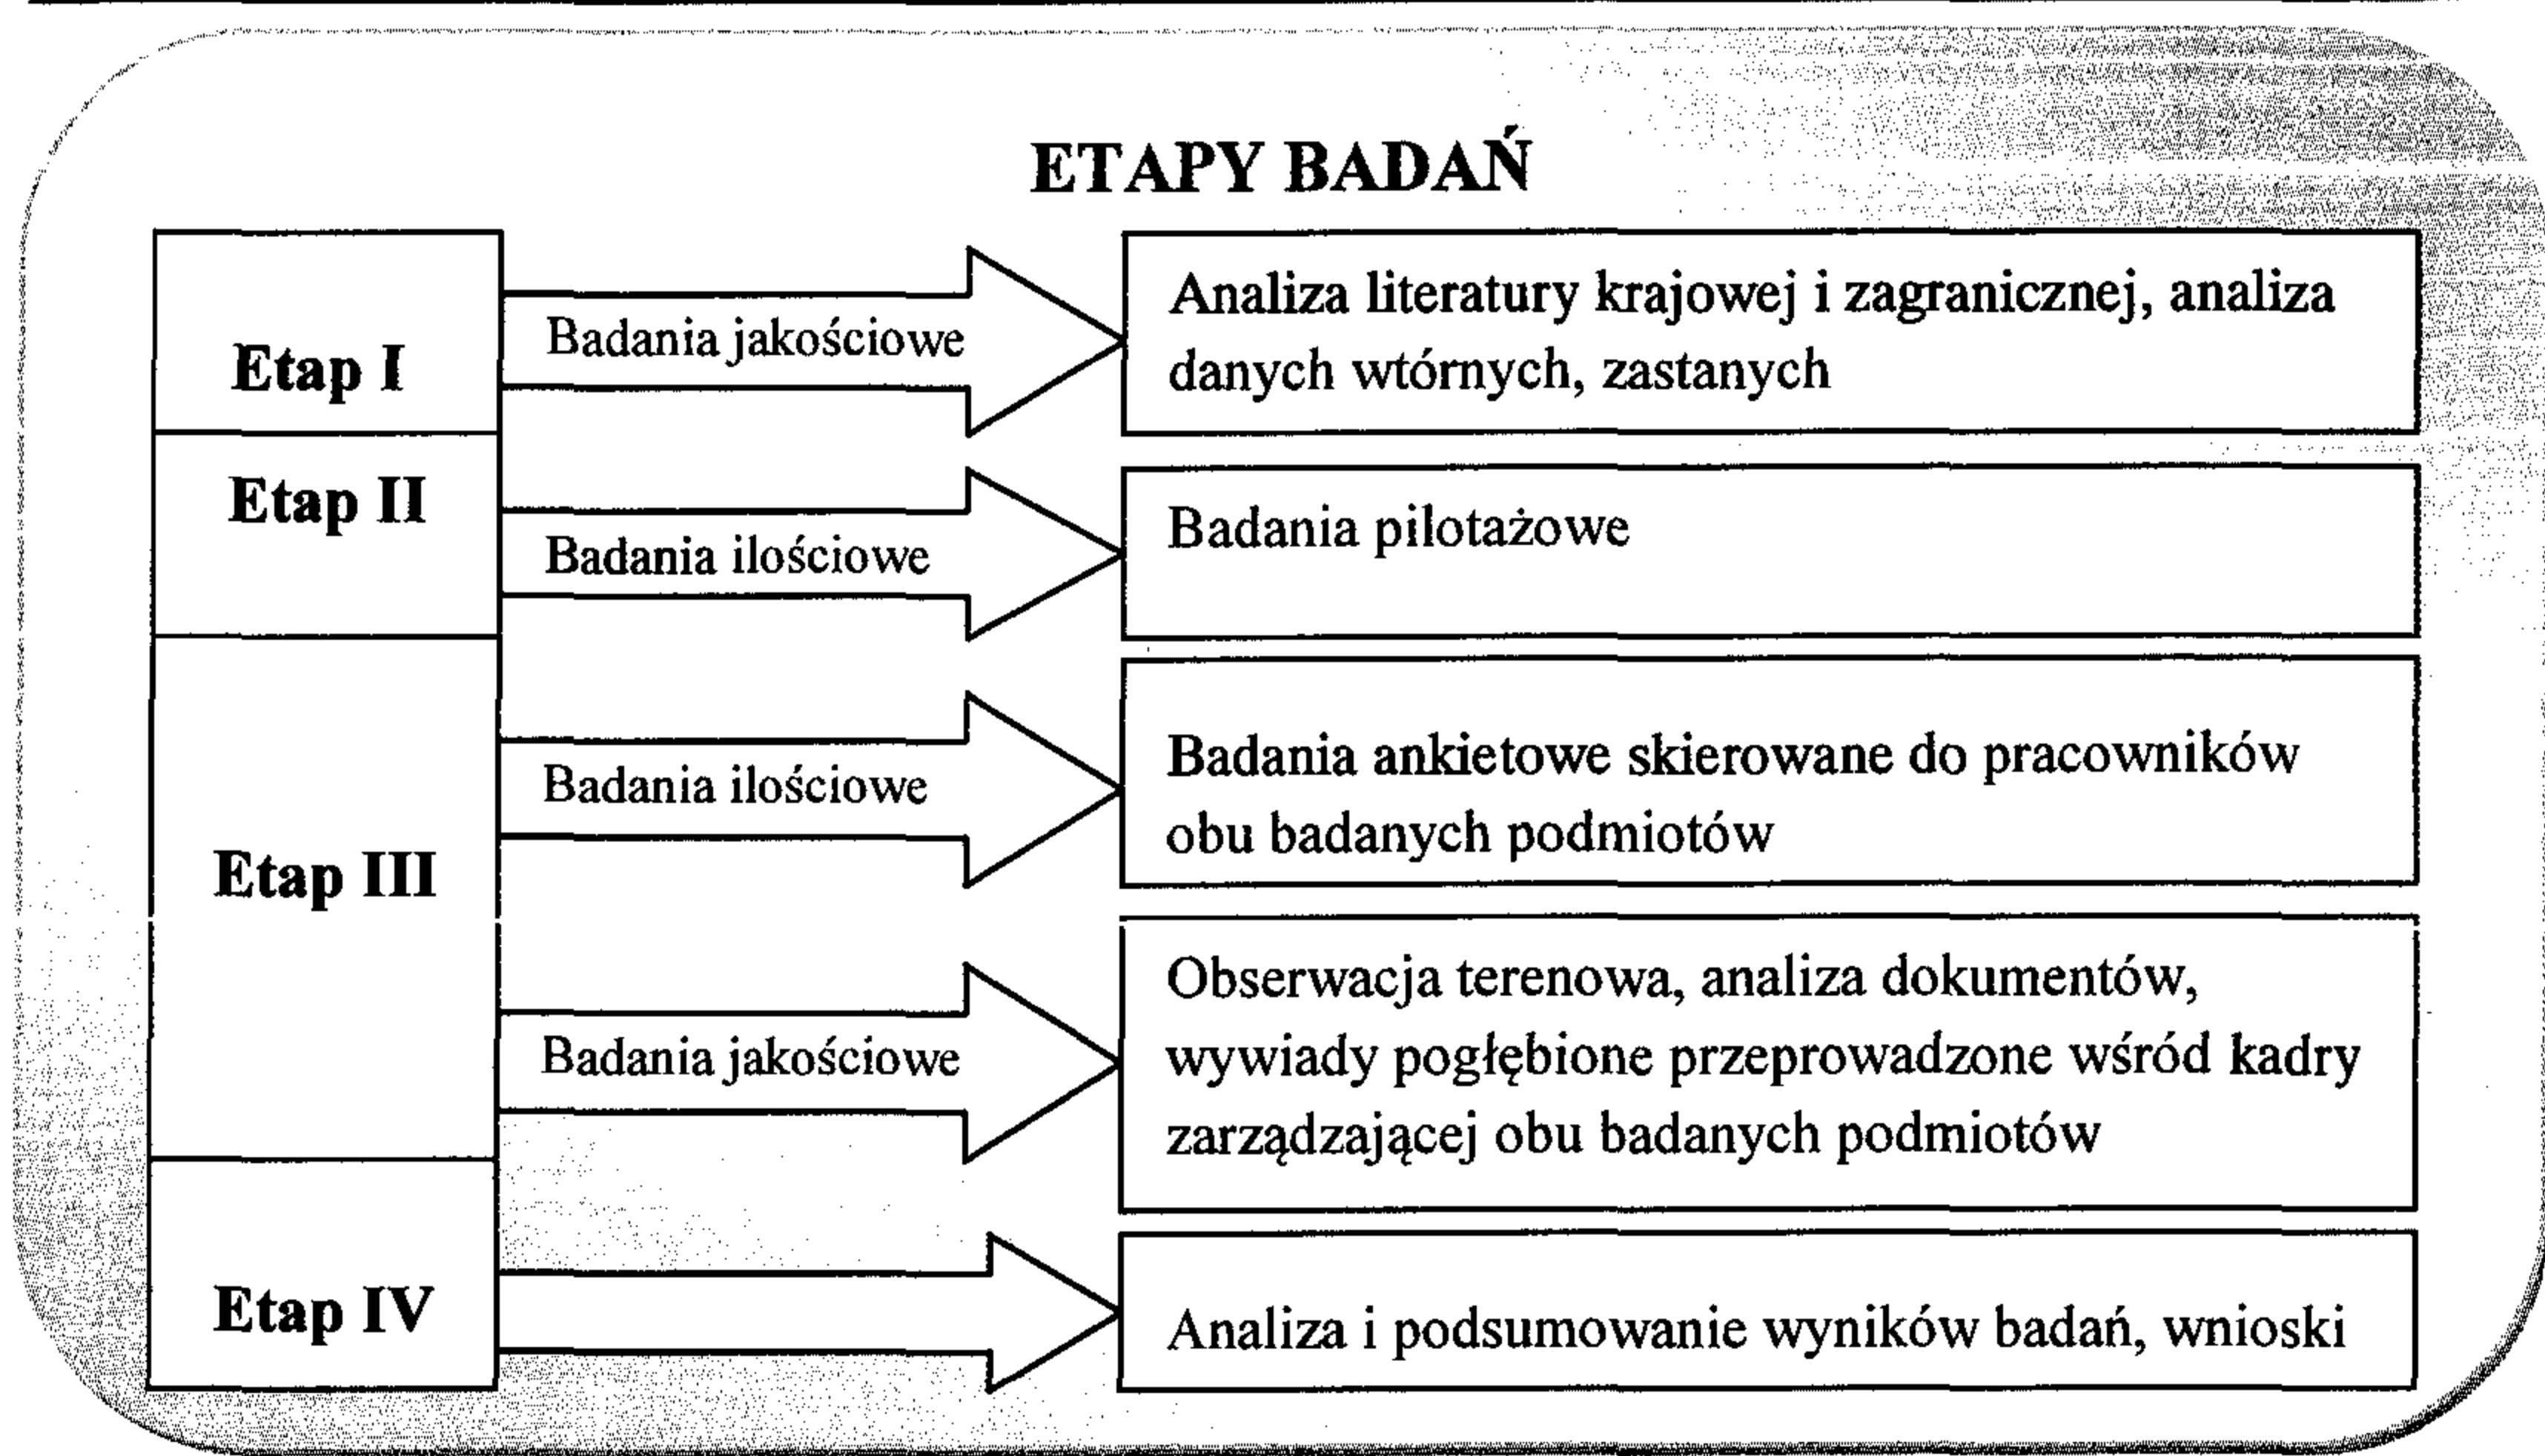 ETAPY BADAŃ
Etap I
Badania jakościowe
Analiza literatury krajowej i zagranicznej, analiza
danych wtórnych, zastanych
Etap II
Badania ilościowe
Badania pilotażowe
Etap III
Badania ilościowe
Badania ankietowe skierowane do pracowników
obu badanych podmiotów
Badania jakościowe
Obserwacja terenowa, analiza dokumentów,
wywiady pogłębione przeprowadzone wśród kadry
zarządzającej obu badanych podmiotów
Etap IV
Analiza i podsumowanie wyników badań, wnioski